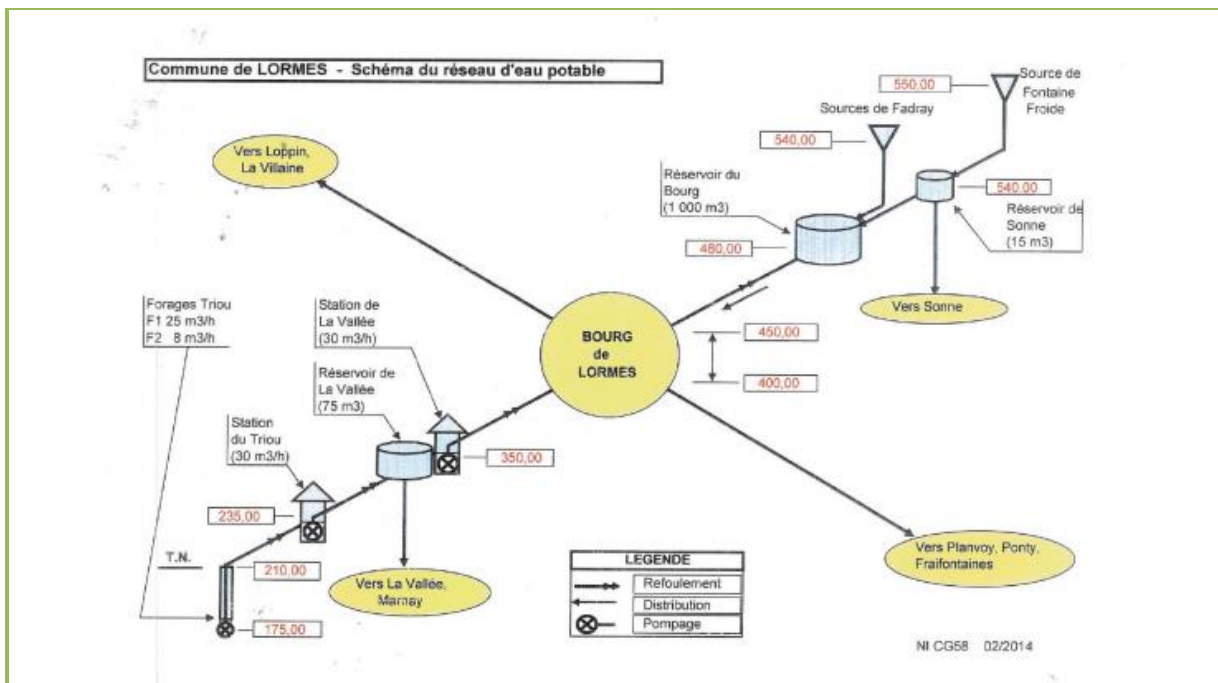 Commune de LORMES - Schéma du réseau d'eau potable
550,00
Source de
Fontaine
Froide
Sources de Fadray
540,00
Vers Loppin,
La Villaine
Réservoir du
Bourg
(1 000 m3)
540,00
Réservoir de
Sonne
(15 m3)
480,00
Vers Sonne
Forages Triou
F1 25 m3/h
F2 8 m3/h
Station de
La Vallée
(30 m3/h)
BOURG
de
LORMES
450,00
400,00
Réservoir de
La Vallée
(75 m3)
Station
du Triou
(30 m3/h)
350,00
235,00
T.N.
210,00
175,00
Vers La Vallée,
Marnay
Vers Planvoy, Ponty,
Fraifontaines
LEGENDE
Refoulement
Distribution
Pompage
NI CG58 02/2014